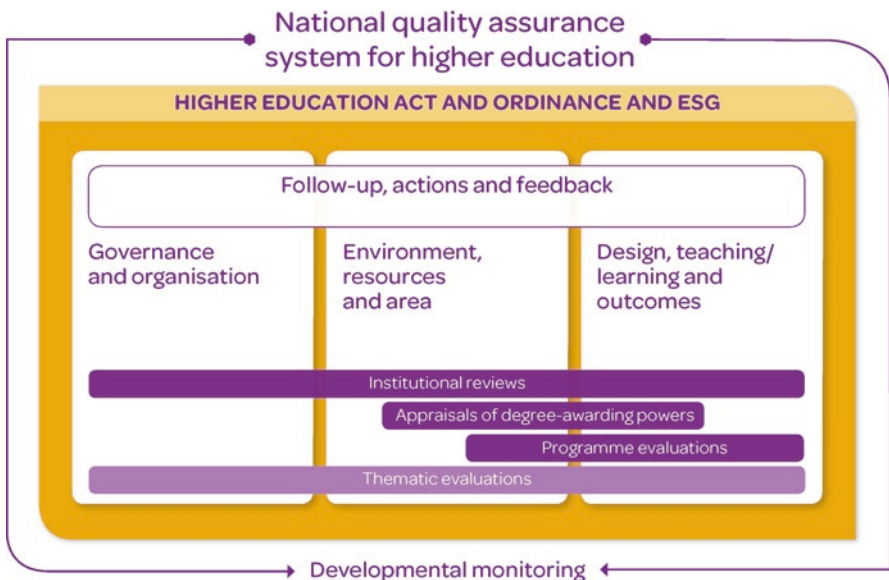 National quality assurance
system for higher education
HIGHER EDUCATION ACT AND ORDINANCE AND ESG
Follow-up, actions and feedback
Governance
and organisation
Environment,
resources
and area
Design, teaching/
learning and
outcomes
Institutional reviews
Appraisals of degree-awarding powers
Programme evaluations
Thematic evaluations
Developmental monitoring